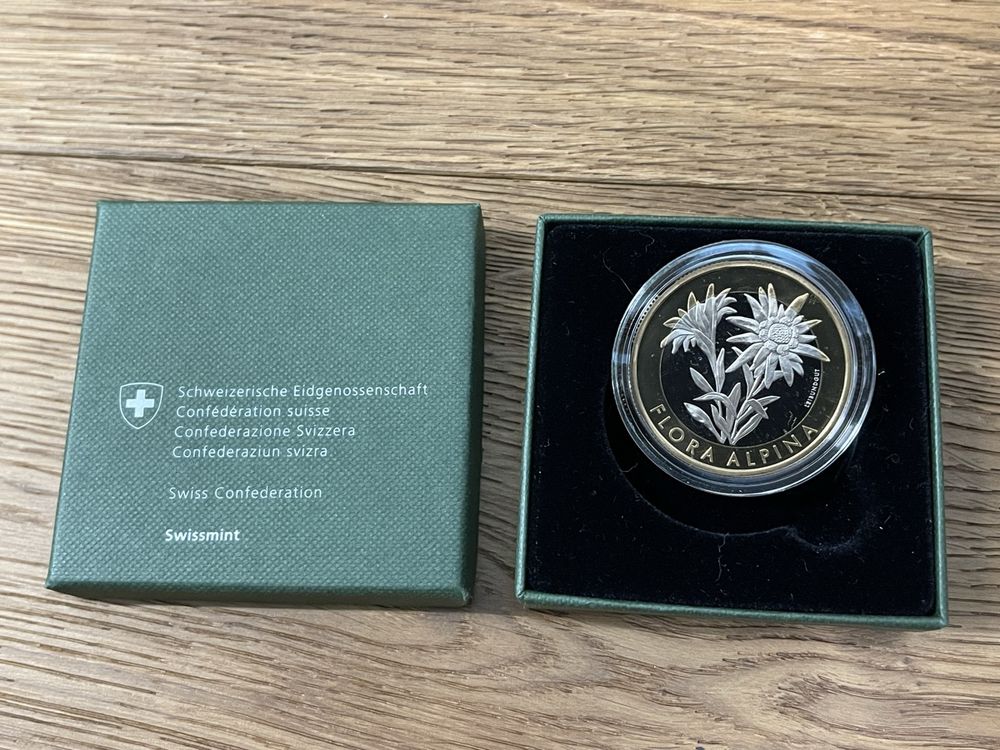 Schweizerische Eidgenossenschaft
Confédération suisse
Confederazione Svizzera
Confederaziun svizra
Swiss Confederation
Swissmint
FLORA ALPINA